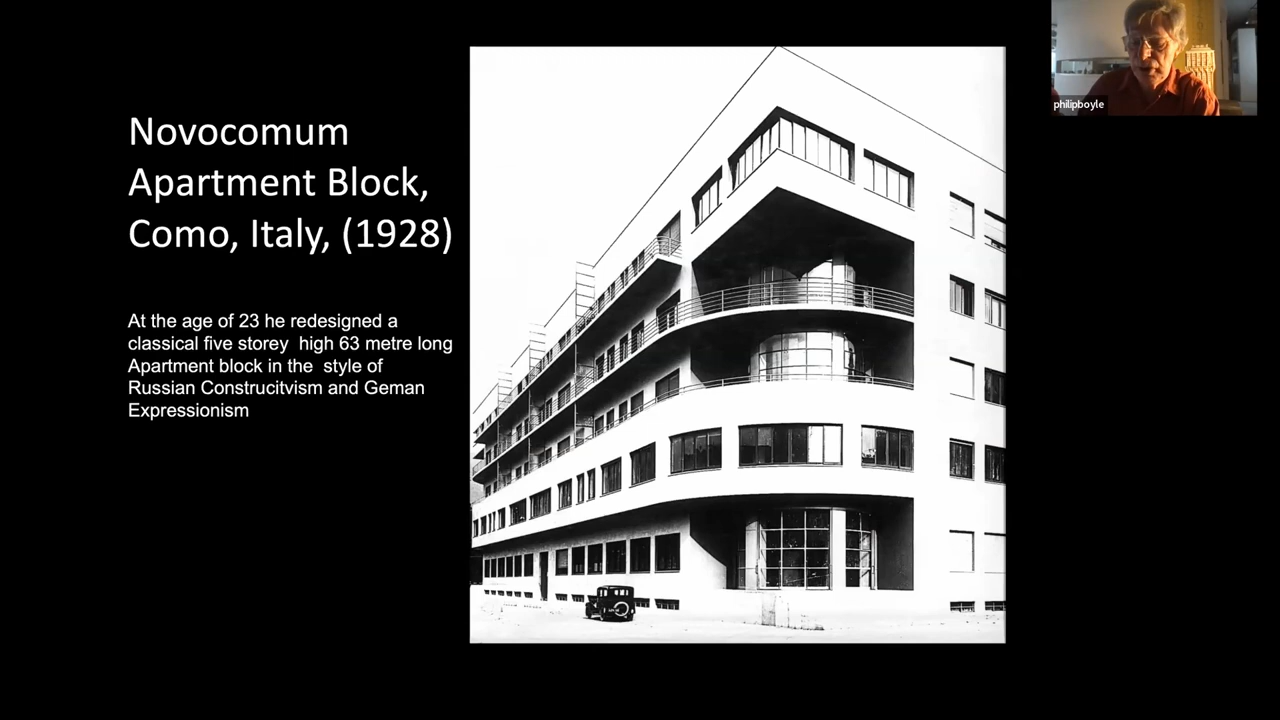 Novocomum
Apartment Block,
Como, Italy, (1928)
At the age of 23 he redesigned a
classical five storey  high 63 metre long
Apartment block in the  style of
Russian Construcitvism and Geman
Expressionism
philipboyle